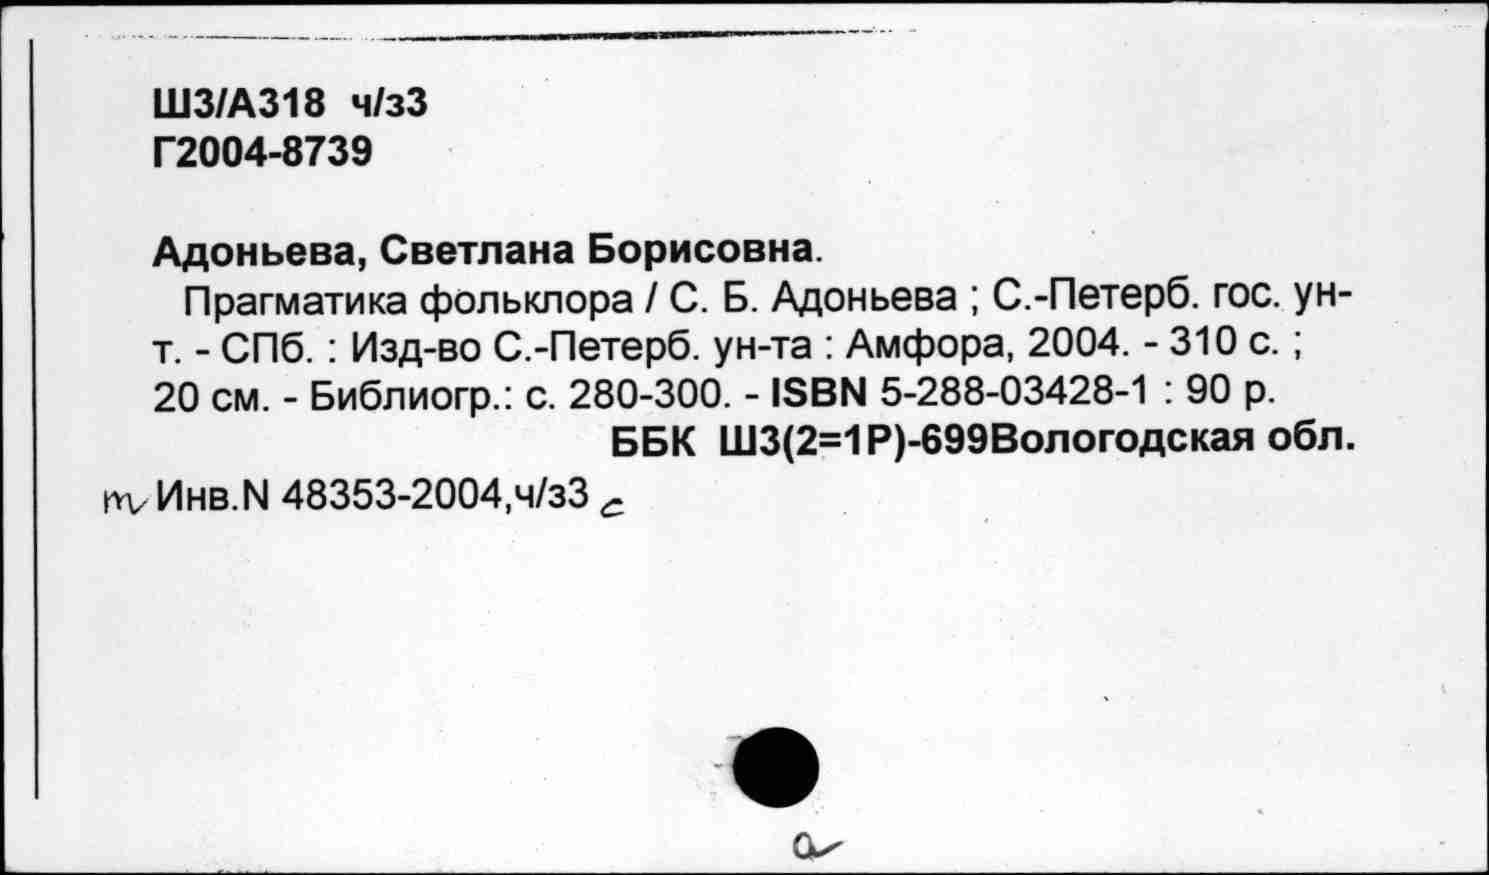 Ш3/А318 ч/з3
Г2004-8739
Адоньева, Светлана Борисовна.
Прагматика фольклора / С. Б. Адоньева ; С.-Петерб. гос. ун-
т. - СПб. : Изд-во С.-Петерб. ун-та : Амфора, 2004. - 310 с. ;
20 см. - Библиогр.: с. 280-300. - ISBN 5-288-03428-1 : 90 р.
ББК Ш3(2=1Р)-699Вологодская обл.
Инв.N 48353-2004,ч/з3 с